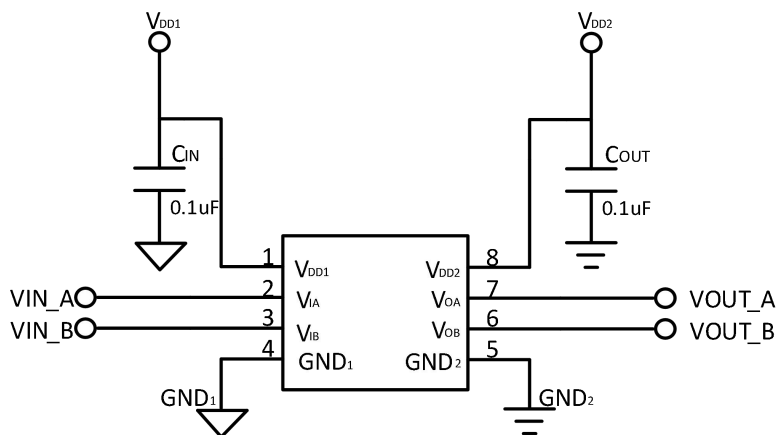 VDD1
VDD2
CIN
COUT
0.1uF
0.1uF
1
8
VDD1
VDD2
VIN_A
2
VIA
VOA
7
VOUT_A
VIN_B
3
VIB
VOB
6
VOUT_B
4
GND1
GND2
5
GND1
GND2